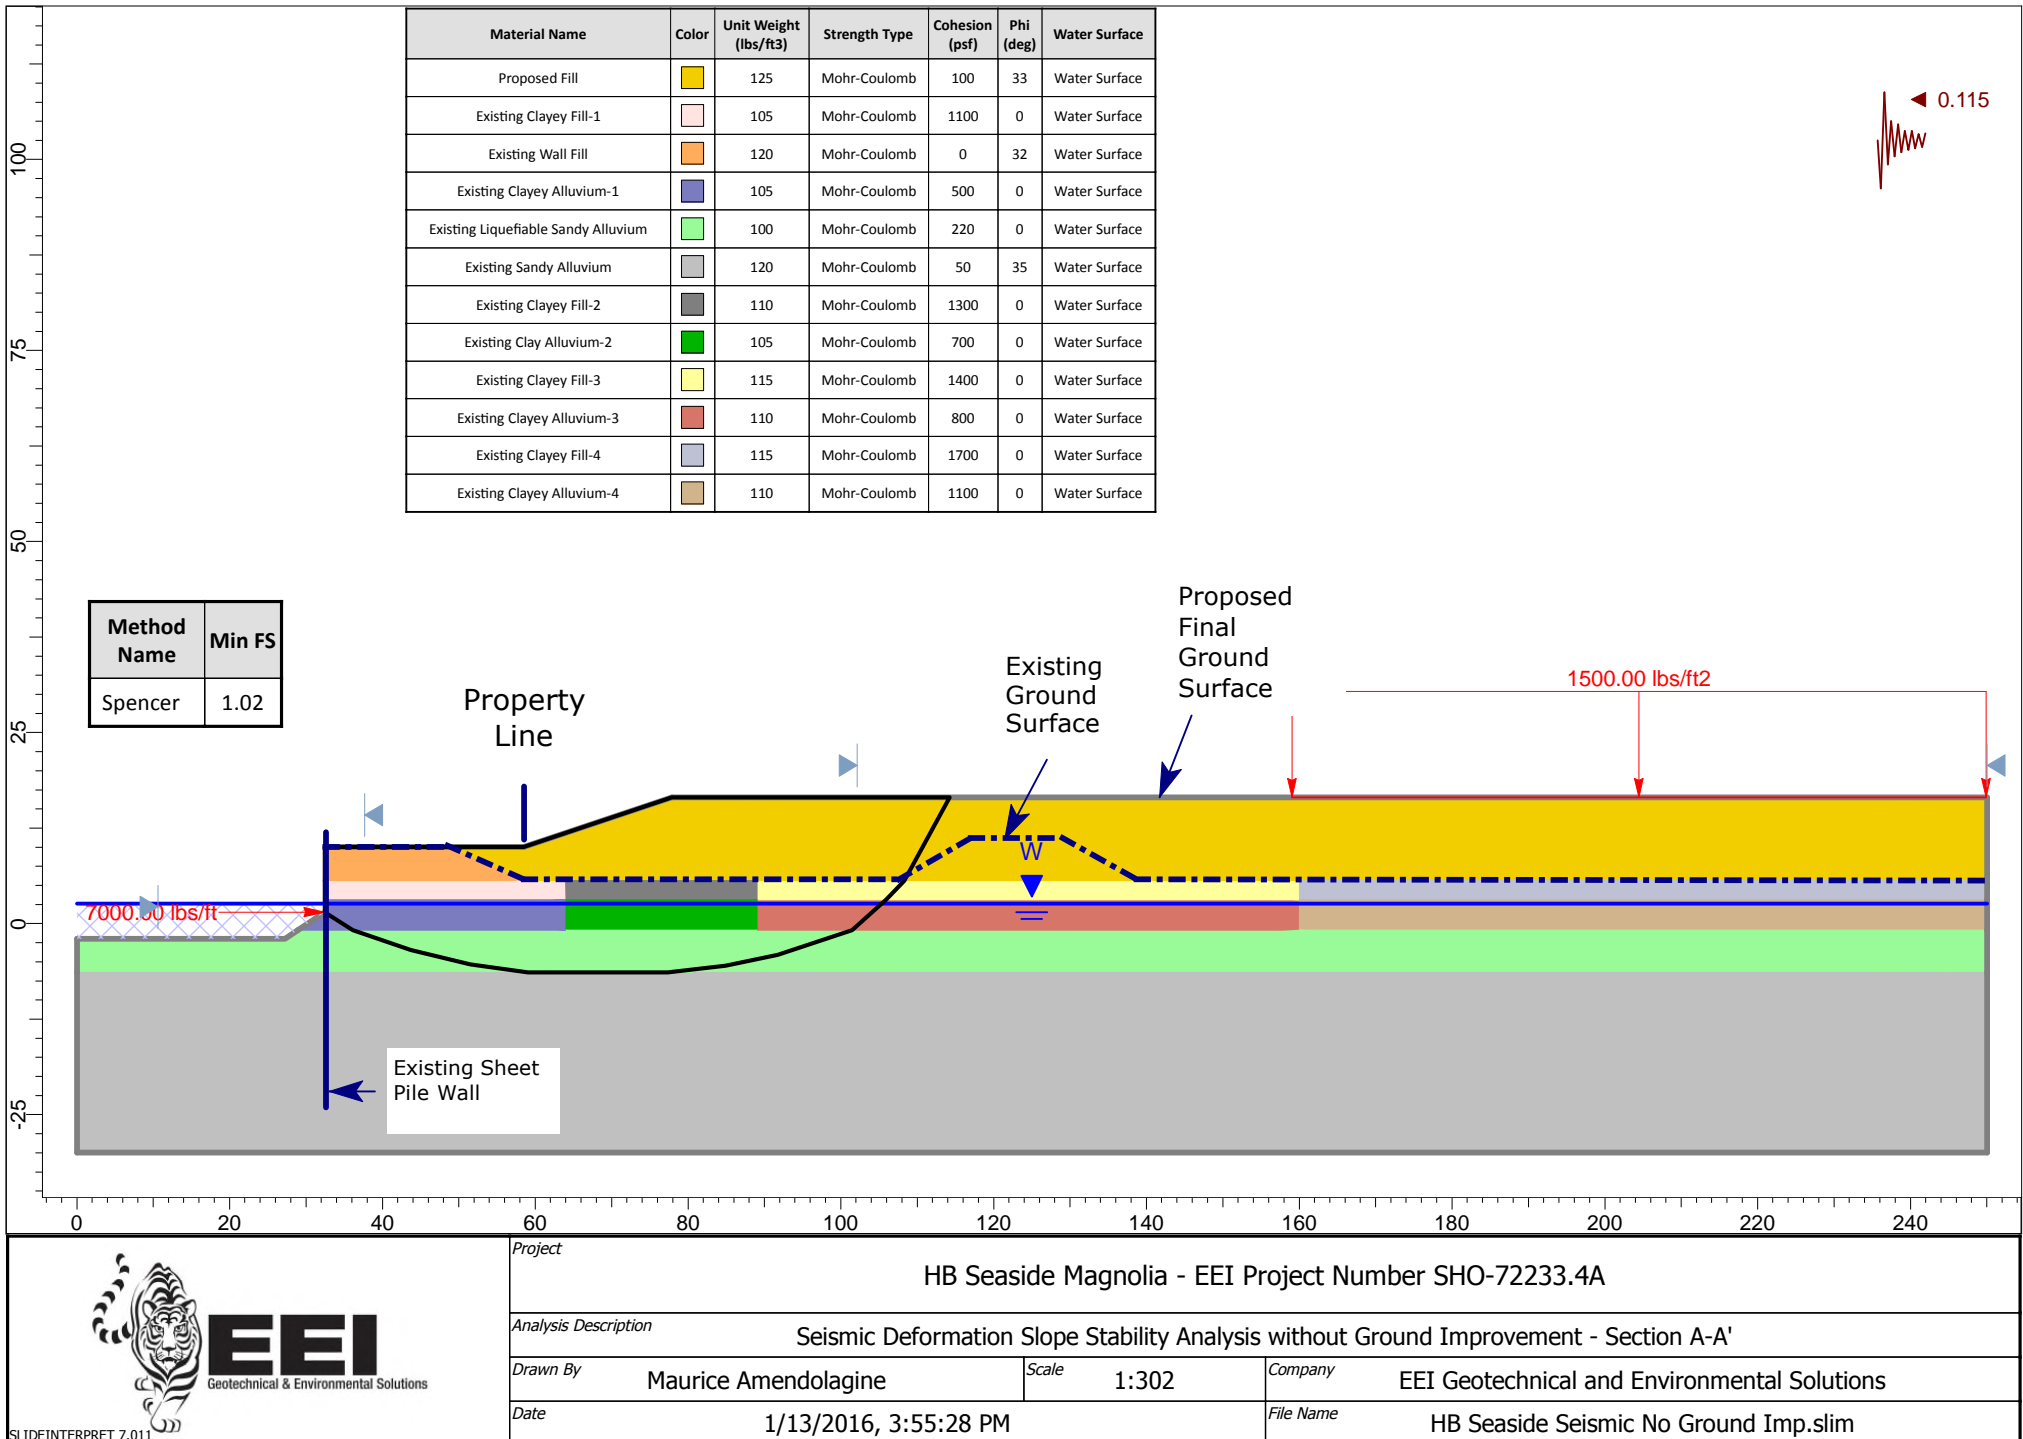 Material Name Color Unit Weight (lbs/ft3) Strength Type Cohesion (psf) Phi (deg) Water Surface
Proposed Fill 125 Mohr-Coulomb 100 33 Water Surface
Existing Clayey Fill-1 105 Mohr-Coulomb 1100 0 Water Surface
Existing Wall Fill 120 Mohr-Coulomb 0 32 Water Surface
Existing Clayey Alluvium-1 105 Mohr-Coulomb 500 0 Water Surface
Existing Liquefiable Sandy Alluvium 100 Mohr-Coulomb 220 0 Water Surface
Existing Sandy Alluvium 120 Mohr-Coulomb 50 35 Water Surface
Existing Clayey Fill-2 110 Mohr-Coulomb 1300 0 Water Surface
Existing Clay Alluvium-2 105 Mohr-Coulomb 700 0 Water Surface
Existing Clayey Fill-3 115 Mohr-Coulomb 1400 0 Water Surface
Existing Clayey Alluvium-3 110 Mohr-Coulomb 800 0 Water Surface
Existing Clayey Fill-4 115 Mohr-Coulomb 1700 0 Water Surface
Existing Clayey Alluvium-4 110 Mohr-Coulomb 1100 0 Water Surface
0.115
100
75
50
25
0
-25
Method Name Min FS
Spencer 1.02
Property
Line
Existing
Ground
Surface
Proposed
Final
Ground
Surface
1500.00 lbs/ft2
W
7000.00 lbs/ft
Existing Sheet
Pile Wall
0 20 40 60 80 100 120 140 160 180 200 220 240
EEI
Geotechnical & Environmental Solutions
SLIDEINTERPRET 7.011
Project
HB Seaside Magnolia - EEI Project Number SHO-72233.4A
Analysis Description
Seismic Deformation Slope Stability Analysis without Ground Improvement - Section A-A'
Drawn By Maurice Amendolagine Scale 1:302 Company EEI Geotechnical and Environmental Solutions
Date 1/13/2016, 3:55:28 PM File Name HB Seaside Seismic No Ground Imp.slim